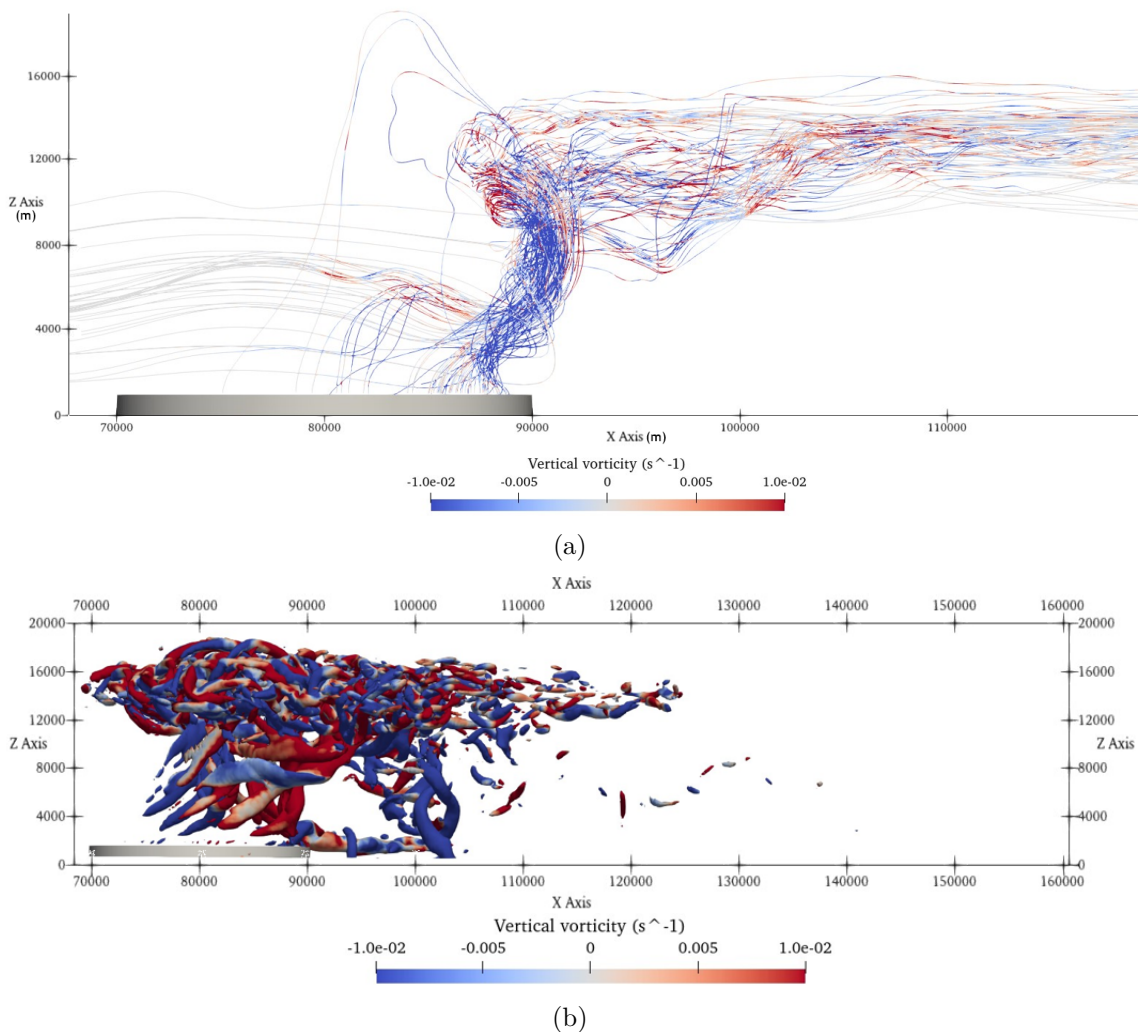 16000
12000
Z Axis
(m)
8000
4000
0
70000 80000 90000 100000 110000
X Axis (m)
Vertical vorticity (s^-1)
-1.0e-02 -0.005 0 0.005 1.0e-02
(a)
X Axis
70000 80000 90000 100000 110000 120000 130000 140000 150000 160000
20000 20000
16000 16000
12000 12000
Z Axis Z Axis
8000 8000
4000 4000
0 0
70000 80000 90000 100000 110000 120000 130000 140000 150000 160000
X Axis
Vertical vorticity (s^-1)
-1.0e-02 -0.005 0 0.005 1.0e-02
(b)